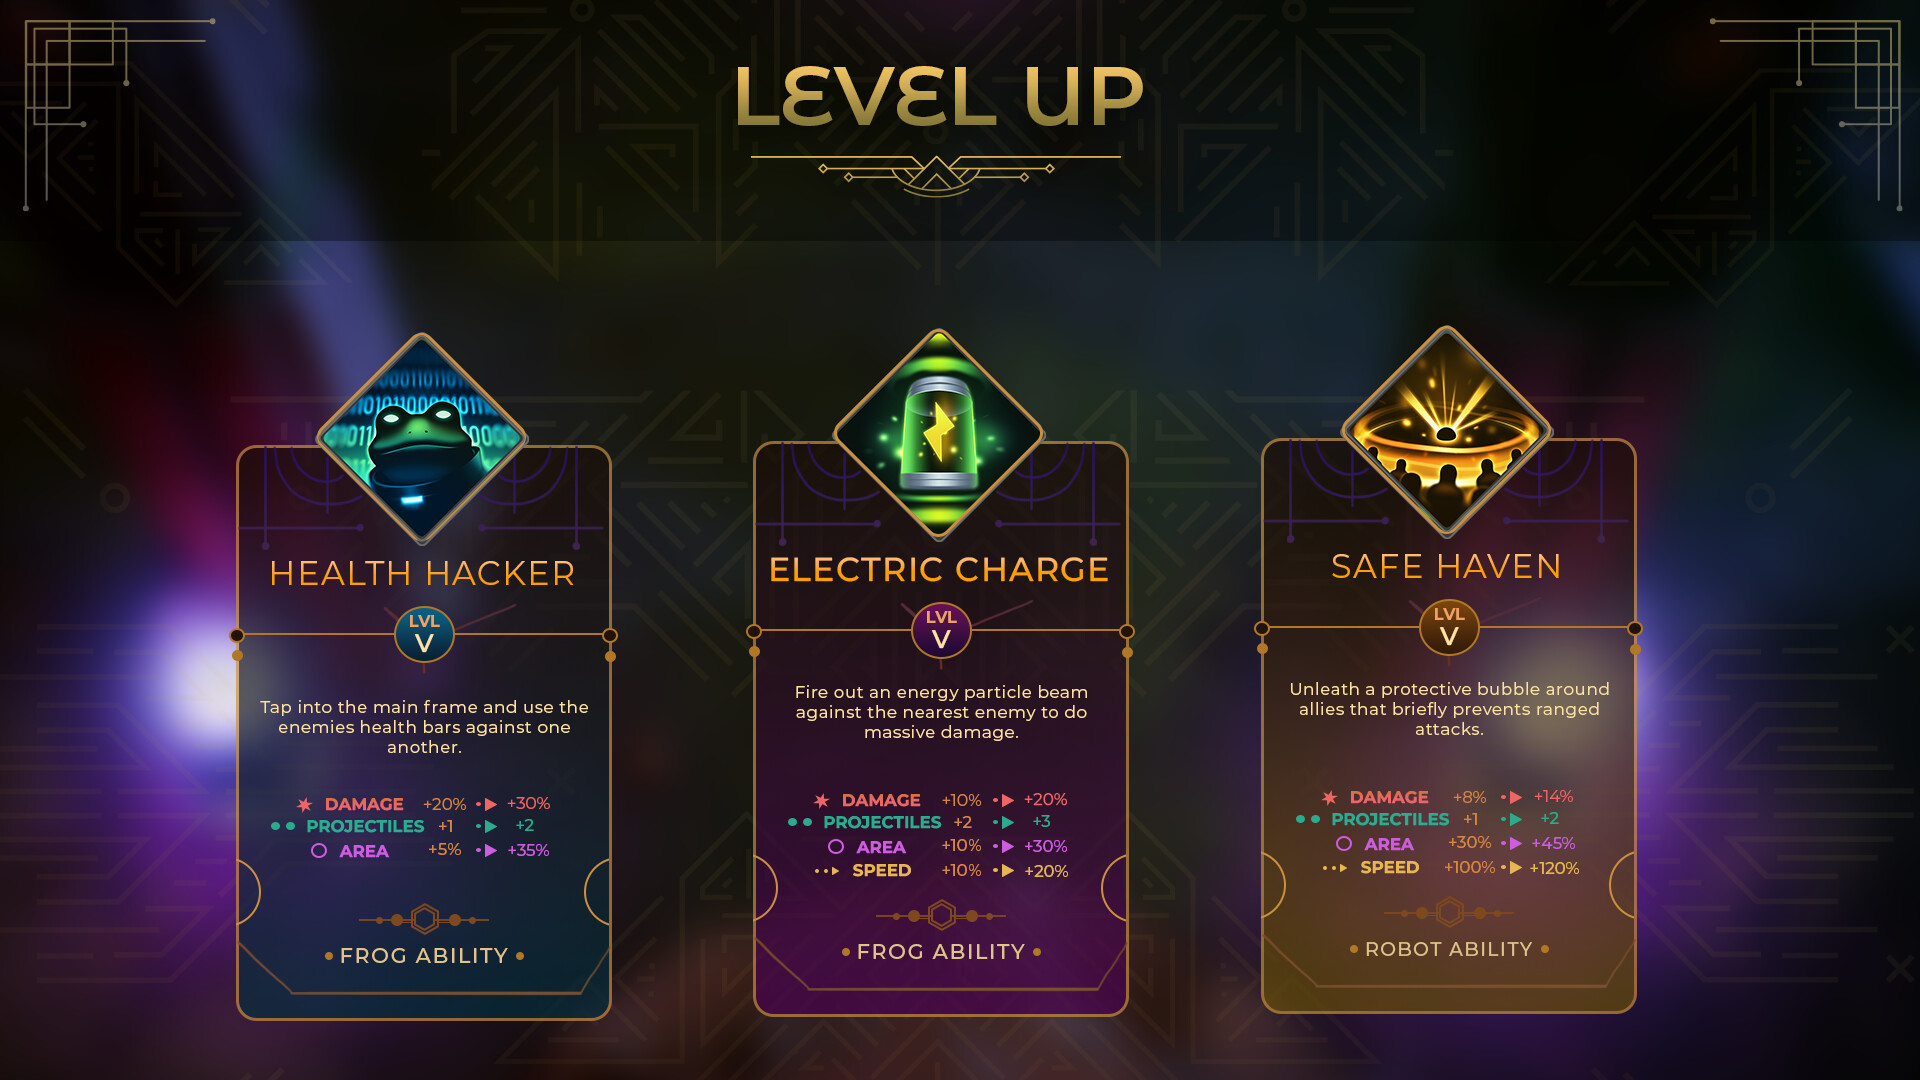 LEVEL UP
HEALTH HACKER
LVL
V
Tap into the main frame and use the
enemies health bars against one
another.
DAMAGE +20% +30%
PROJECTILES +1 +2
AREA +5% +35%
FROG ABILITY
ELECTRIC CHARGE
LVL
V
Fire out an energy particle beam
against the nearest enemy to do
massive damage.
DAMAGE +10% +20%
PROJECTILES +2 +3
AREA +10% +30%
SPEED +10% +20%
FROG ABILITY
SAFE HAVEN
LVL
V
Unleath a protective bubble around
allies that briefly prevents ranged
attacks.
DAMAGE +8% +14%
PROJECTILES +1 +2
AREA +30% +45%
SPEED +100% +120%
ROBOT ABILITY